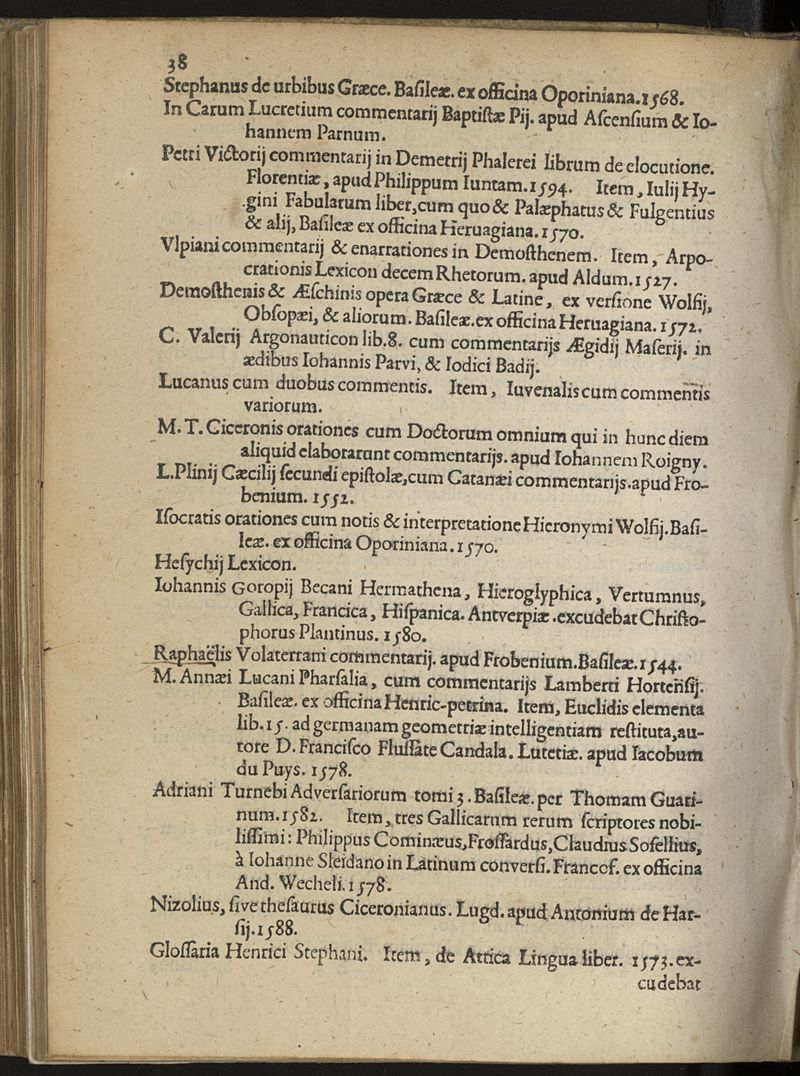 38
Stephanus de urbibus Græce. Baſileæ. ex officina Oporiniana. 1568.
In Carum Lucretium commentarij Baptiſtæ Pij. apud Aſcenſium & Io-
hannem Parnum.
Petri Victorij commentarij in Demetrij Phalerei librum de elocutione.
Florentiæ, apud Philippum Iuntam. 1594. Item, Iulij Hy-
gini Fabularum liber, cum quo & Palæphatus & Fulgentius
& alij, Baſileæ ex officina Heruagiana. 1570.
Vlpiani commentarij & enarrationes in Demoſthenem. Item, Arpo-
crationis Lexicon decem Rhetorum. apud Aldum. 1527.
Demoſthenis & Æſchinis opera Græce & Latine, ex verſione Wolfij,
Obſopæi, & aliorum. Baſileæ. ex officina Heruagiana. 1572.
C. Valerij Argonauticon lib. 8. cum commentarijs Ægidij Maſerij. in
ædibus Iohannis Parvi, & Iodici Badij.
Lucanus cum duobus commentis. Item, Iuvenalis cum commentis
variorum.
M. T. Ciceronis orationes cum Doctorum omnium qui in hunc diem
aliquid elaborarunt commentarijs. apud Iohannem Roigny.
L. Plinij Cæcilij ſecundi epiſtolæ, cum Catanæi commentarijs. apud Fro-
benium. 1552.
Iſocratis orationes cum notis & interpretatione Hieronymi Wolfij. Baſi-
leæ. ex officina Oporiniana. 1570.
Heſychij Lexicon.
Iohannis Goropij Becani Hermathena, Hieroglyphica, Vertumnus,
Gallica, Francica, Hiſpanica. Antverpiæ. excudebat Chriſto-
phorus Plantinus. 1580.
Raphaelis Volaterrani commentarij. apud Frobenium. Baſileæ. 1544.
M. Annæi Lucani Pharſalia, cum commentarijs Lamberti Hortenſij.
Baſileæ. ex officina Henric-petrina. Item, Euclidis elementa
lib. 15. ad germanam geometriæ intelligentiam reſtituta, au-
tore D. Franciſco Fluſſate Candala. Lutetiæ. apud Iacobum
du Puys. 1578.
Adriani Turnebi Adverſariorum tomi 3. Baſileæ. per Thomam Guari-
num. 1582. Item, tres Gallicarum rerum ſcriptores nobi-
liſſimi: Philippus Cominæus, Froſſardus, Claudius Soſellius,
à Iohanne Sleidano in Latinum converſi. Francof. ex officina
And. Wecheli. 1578.
Nizolius, ſive theſaurus Ciceronianus. Lugd. apud Antonium de Har-
ſij. 1588.
Gloſſaria Henrici Stephani. Item, de Attica Lingua liber. 1573. ex-
cudebat